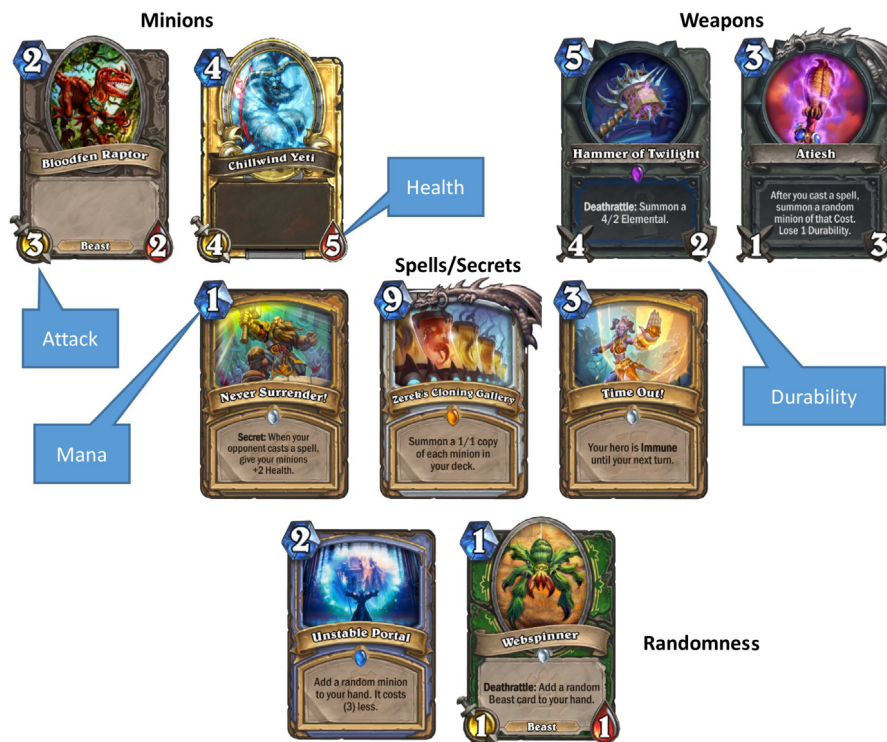 Minions
Weapons
2
4
5
3
Bloodfen Raptor
Chillwind Yeti
Hammer of Twilight
Atiesh
Health
Deathrattle: Summon a
4/2 Elemental.
After you cast a spell,
summon a random
minion of that Cost.
Lose 1 Durability.
3
Beast
2
4
5
4
2
1
3
Spells/Secrets
1
9
3
Attack
Never Surrender!
Zerek's Cloning Gallery
Time Out!
Durability
Mana
Secret: When your
opponent casts a spell,
give your minions
+2 Health.
Summon a 1/1 copy
of each minion in
your deck.
Your hero is Immune
until your next turn.
2
1
Unstable Portal
Webspinner
Randomness
Add a random minion
to your hand. It costs
(3) less.
Deathrattle: Add a random
Beast card to your hand.
1
Beast
1